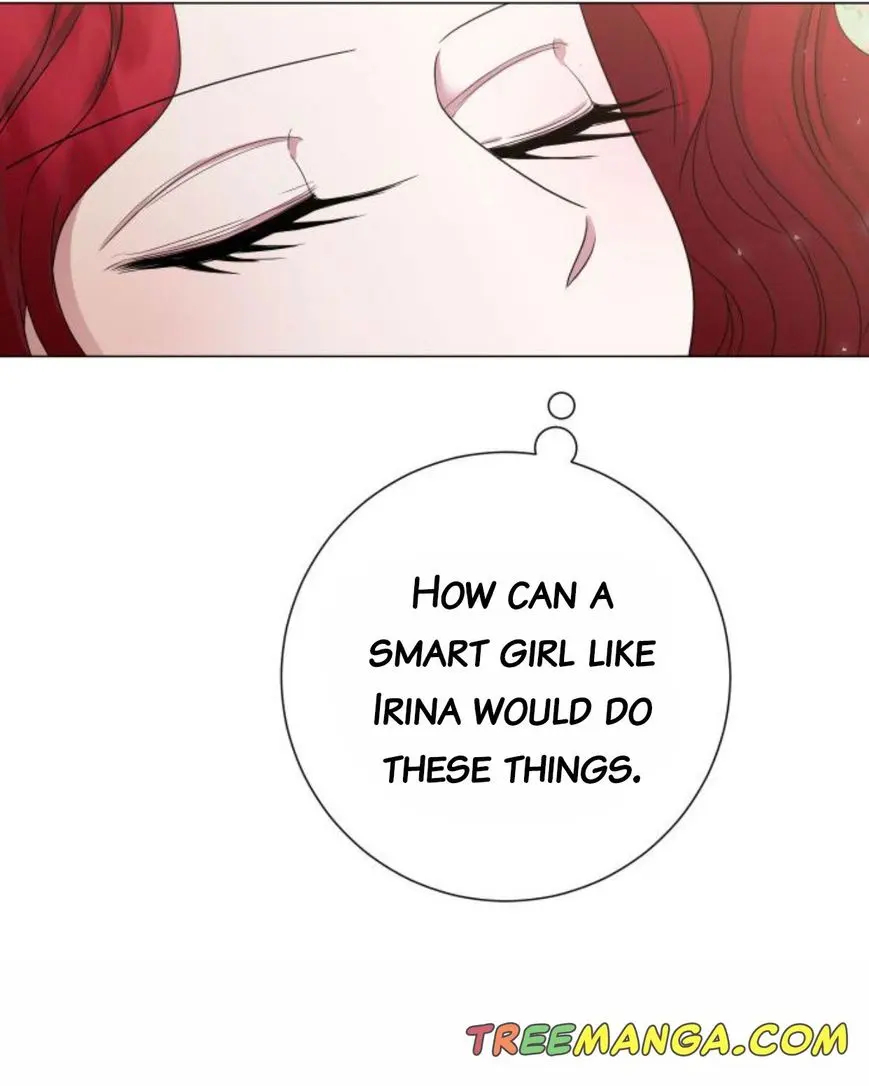 HOW CAN A
SMART GIRL LIKE
IRINA WOULD DO
THESE THINGS.
TREEMANGA.COM